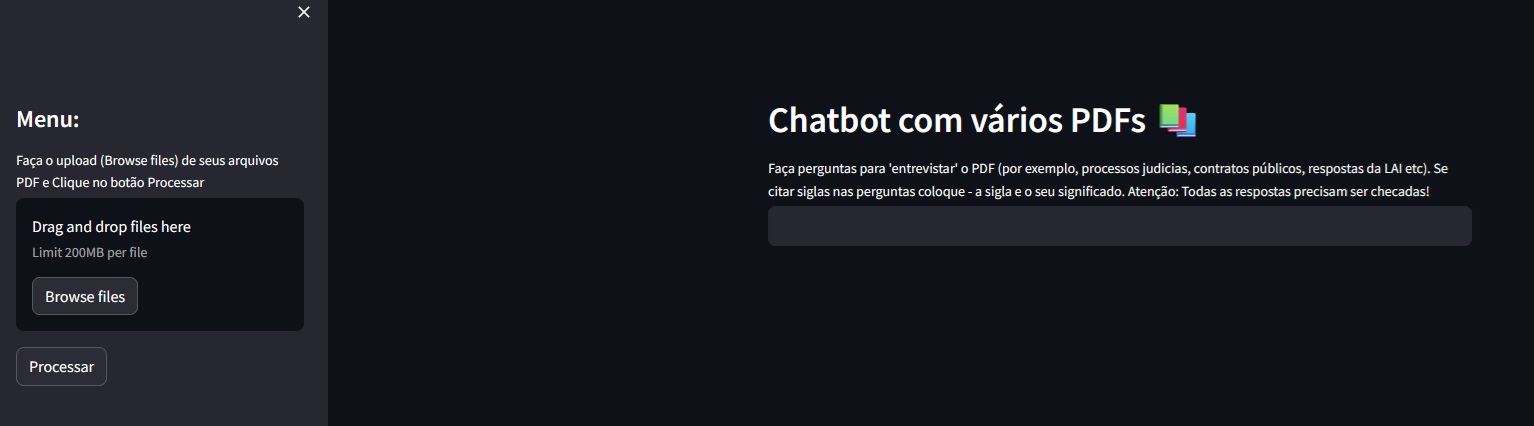 Menu:
Faça o upload (Browse files) de seus arquivos
PDF e Clique no botão Processar
Drag and drop files here
Limit 200MB per file
Browse files
Processar
Chatbot com vários PDFs
Faça perguntas para 'entrevistar' o PDF (por exemplo, processos judicias, contratos públicos, respostas da LAI etc). Se
citar siglas nas perguntas coloque - a sigla e o seu significado. Atenção: Todas as respostas precisam ser checadas!